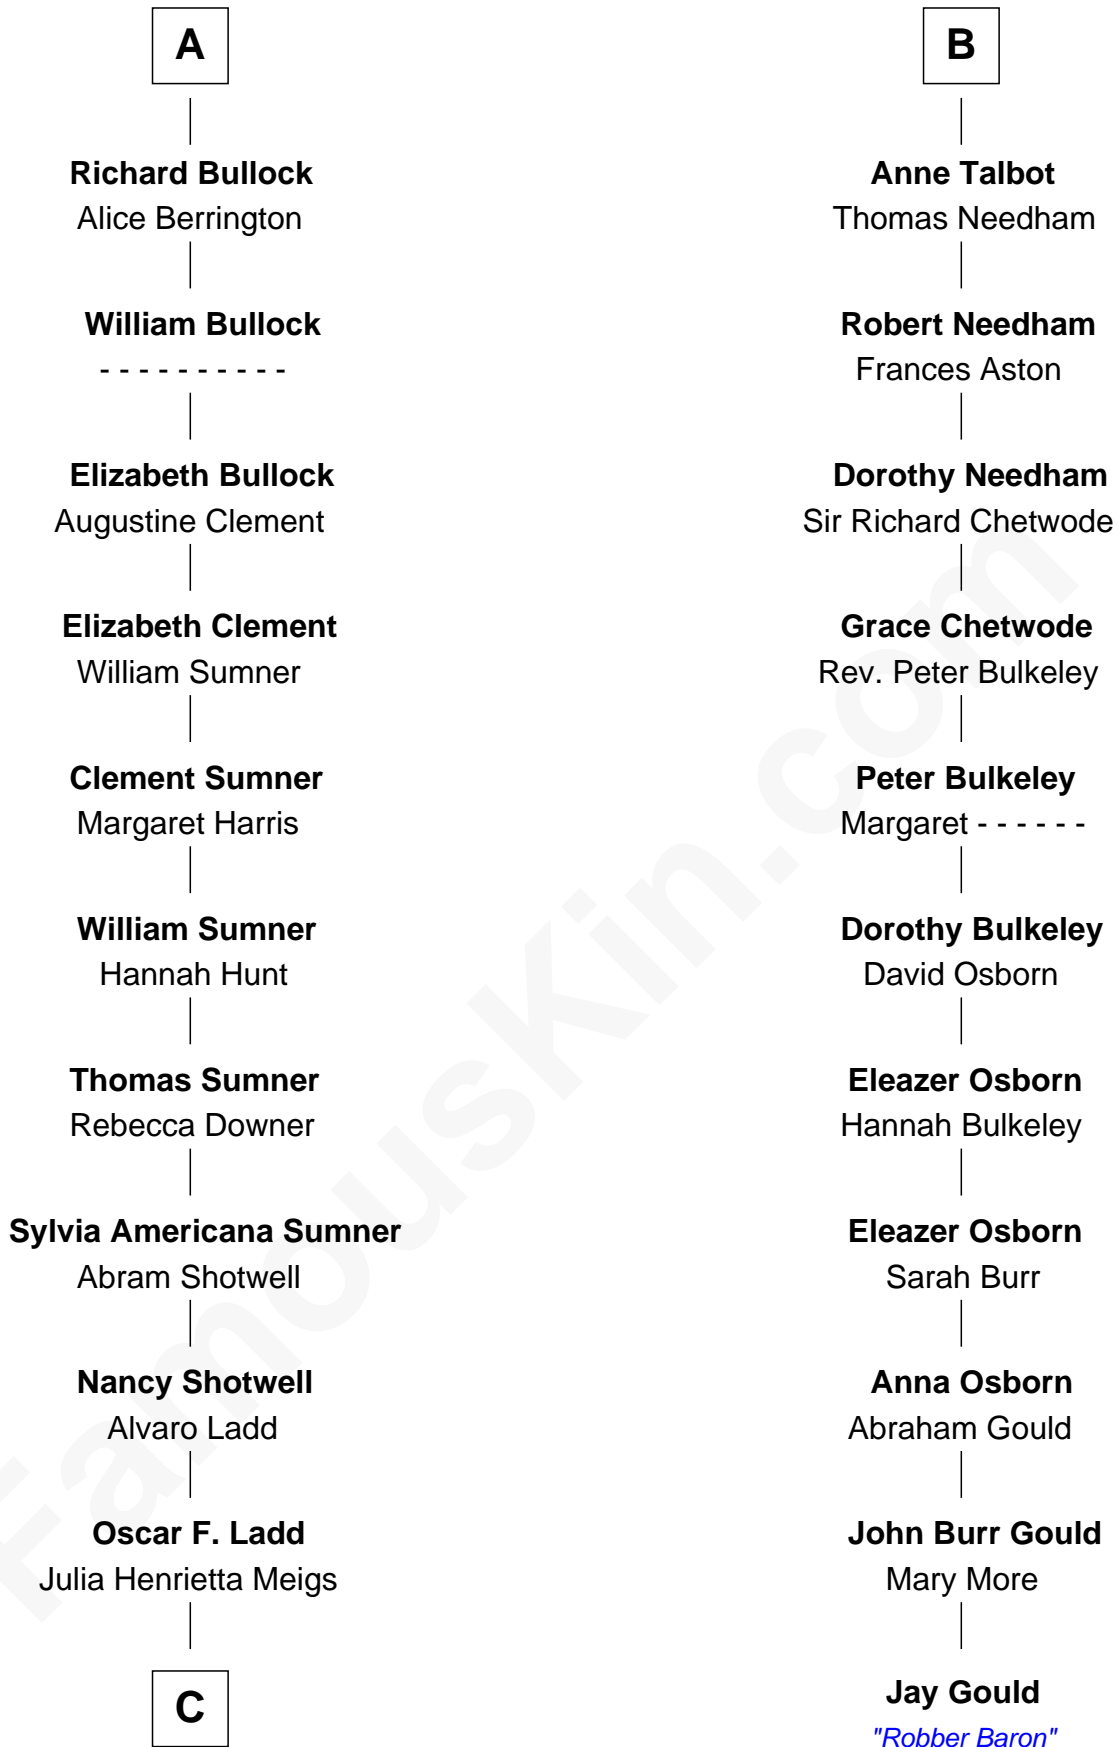 A
Richard Bullock
Alice Berrington
William Bullock
- - - - - - - - - -
Elizabeth Bullock
Augustine Clement
Elizabeth Clement
William Sumner
Clement Sumner
Margaret Harris
William Sumner
Hannah Hunt
Thomas Sumner
Rebecca Downer
Sylvia Americana Sumner
Abram Shotwell
Nancy Shotwell
Alvaro Ladd
Oscar F. Ladd
Julia Henrietta Meigs
C
B
Anne Talbot
Thomas Needham
Robert Needham
Frances Aston
Dorothy Needham
Sir Richard Chetwode
Grace Chetwode
Rev. Peter Bulkeley
Peter Bulkeley
Margaret - - - - - -
Dorothy Bulkeley
David Osborn
Eleazer Osborn
Hannah Bulkeley
Eleazer Osborn
Sarah Burr
Anna Osborn
Abraham Gould
John Burr Gould
Mary More
Jay Gould
"Robber Baron"
FamousKin.com